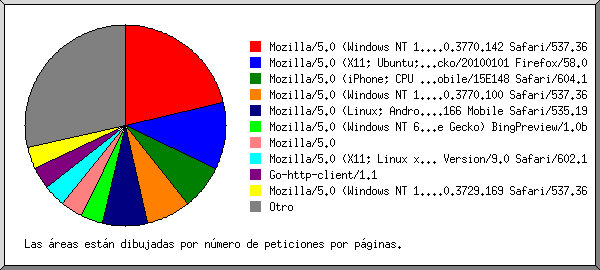 Mozilla/5.0 (Windows NT 1....0.3770.142 Safari/537.36
Mozilla/5.0 (X11; Ubuntu;...cko/20100101 Firefox/58.0
Mozilla/5.0 (iPhone; CPU ...obile/15E148 Safari/604.1
Mozilla/5.0 (Windows NT 1....0.3770.100 Safari/537.36
Mozilla/5.0 (Linux; Andro....166 Mobile Safari/535.19
Mozilla/5.0 (Windows NT 6...e Gecko) BingPreview/1.0b
Mozilla/5.0
Mozilla/5.0 (X11; Linux x... Version/9.0 Safari/602.1
Go-http-client/1.1
Mozilla/5.0 (Windows NT 1....0.3729.169 Safari/537.36
Otro
Las áreas están dibujadas por número de peticiones por páginas.